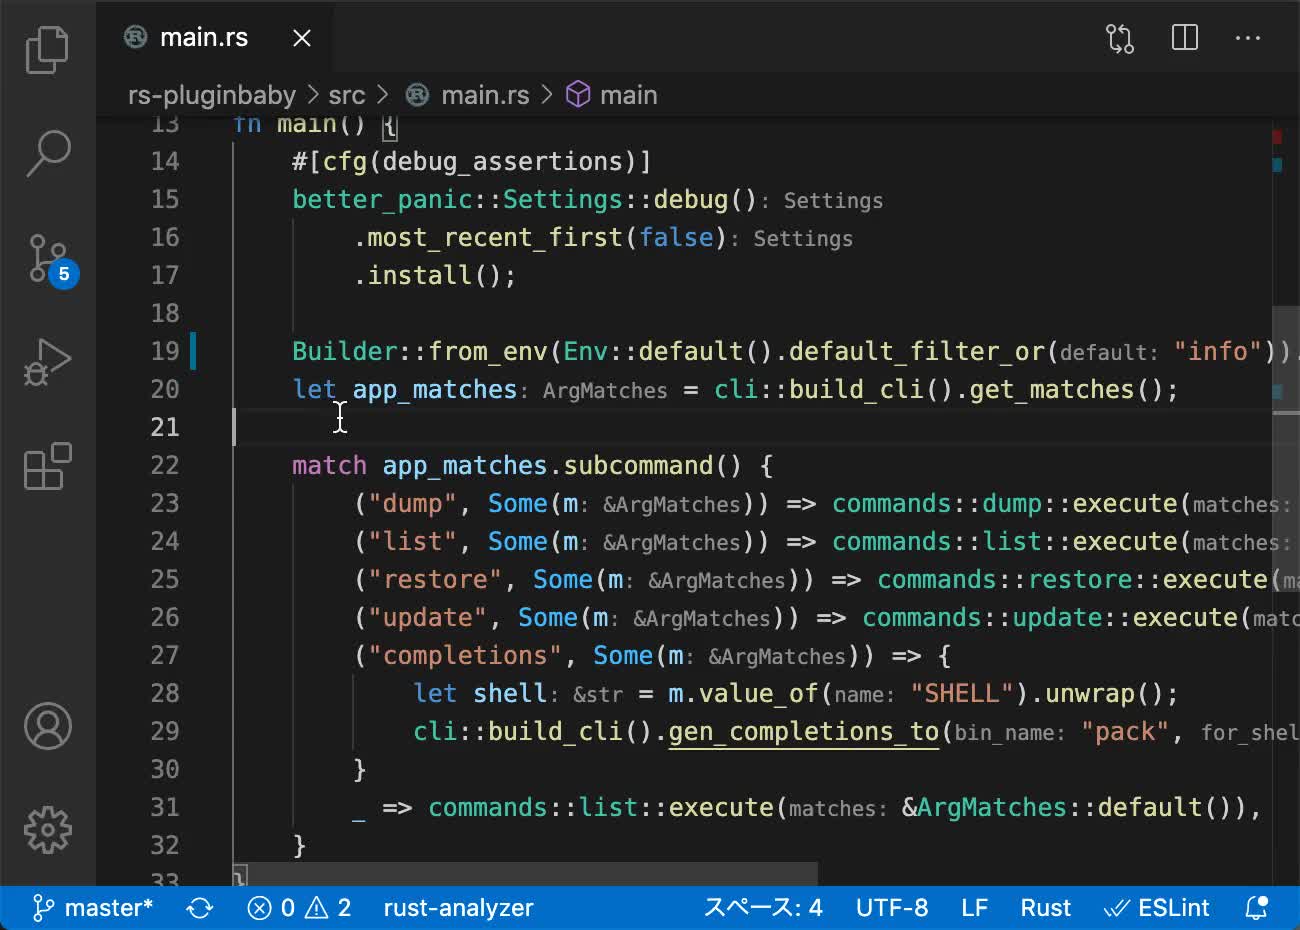 main.rs
rs-pluginbaby > src > main.rs > main
13 fn main() {
14 #[cfg(debug_assertions)]
15 better_panic::Settings::debug(): Settings
16 .most_recent_first(false): Settings
17 .install();
18
19 Builder::from_env(Env::default().default_filter_or(default: "info")).
20 let app_matches: ArgMatches = cli::build_cli().get_matches();
21
22 match app_matches.subcommand() {
23 ("dump", Some(m: &ArgMatches)) => commands::dump::execute(matches:
24 ("list", Some(m: &ArgMatches)) => commands::list::execute(matches:
25 ("restore", Some(m: &ArgMatches)) => commands::restore::execute(ma
26 ("update", Some(m: &ArgMatches)) => commands::update::execute(matc
27 ("completions", Some(m: &ArgMatches)) => {
28 let shell: &str = m.value_of(name: "SHELL").unwrap();
29 cli::build_cli().gen_completions_to(bin_name: "pack", for_shel
30 }
31 _ => commands::list::execute(matches: &ArgMatches::default()),
32 }
33 }
5
master* 0 2 rust-analyzer スペース: 4 UTF-8 LF Rust ESLint